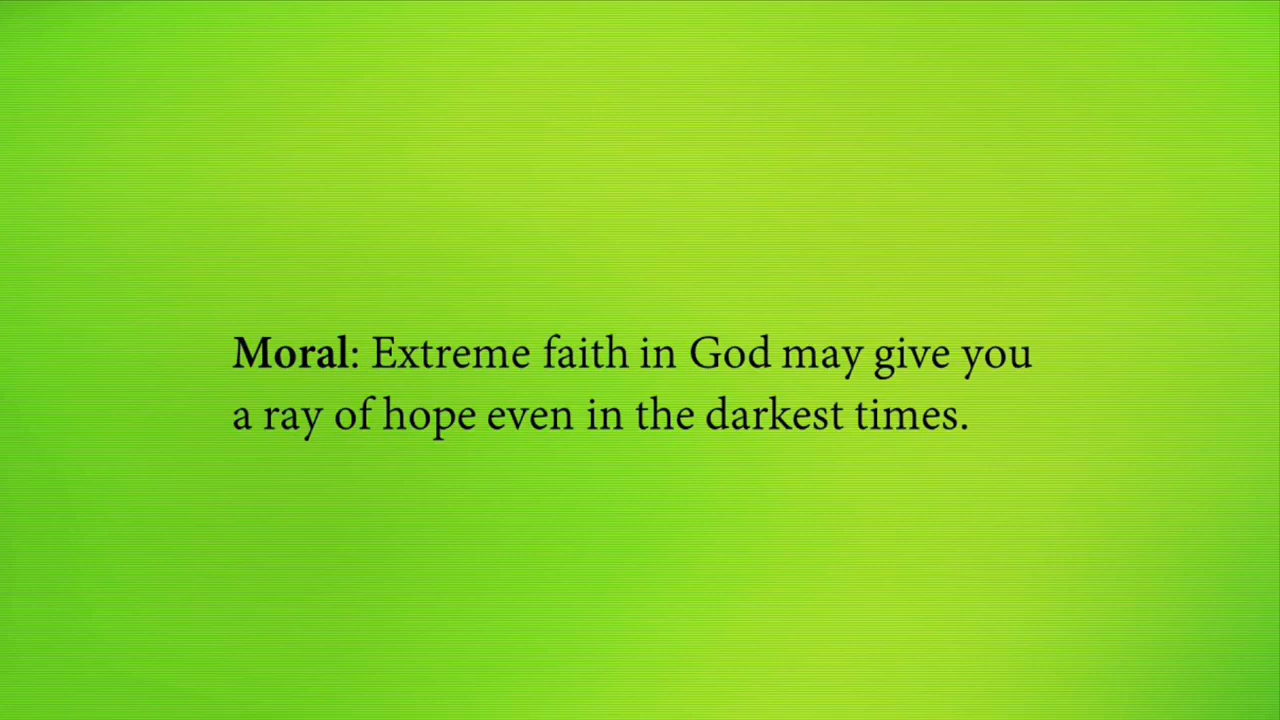 Moral: Extreme faith in God may give you
a ray of hope even in the darkest times.